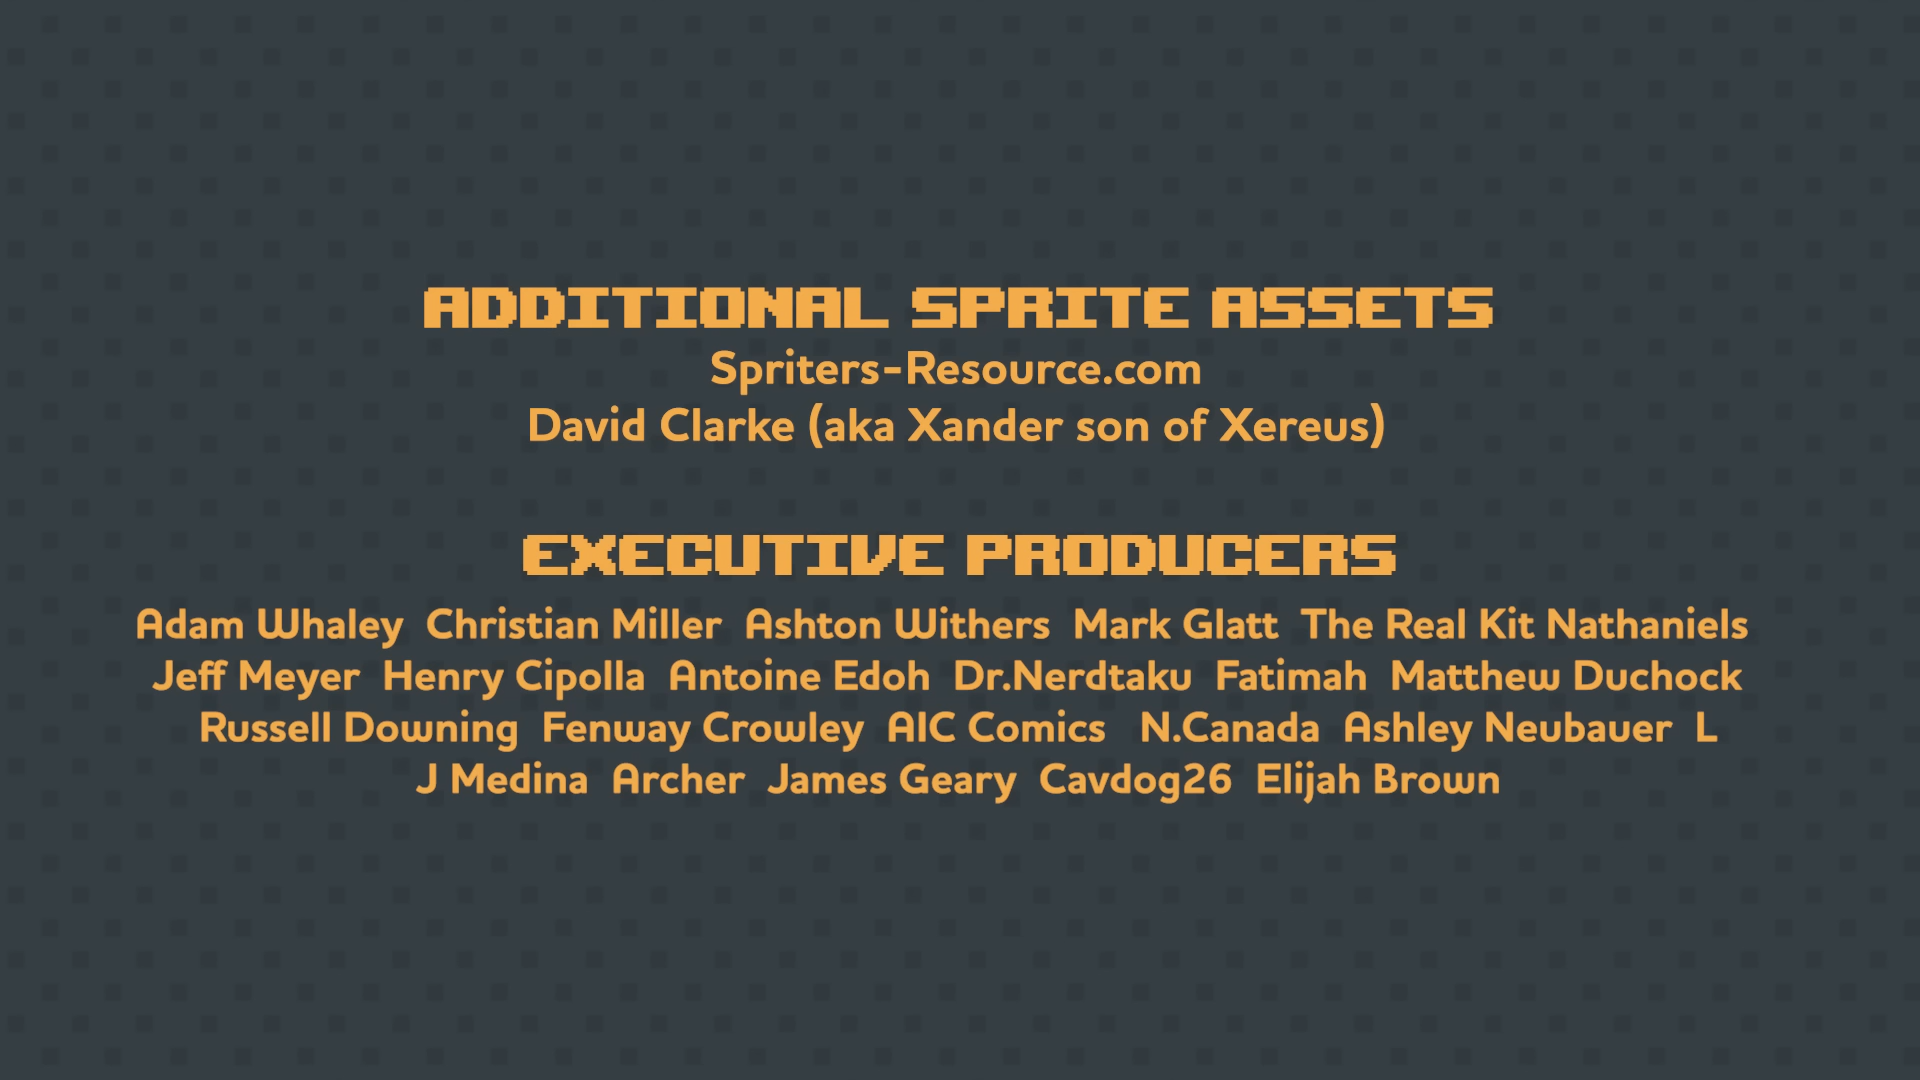 ADDITIONAL SPRITE ASSETS
Spriters-Resource.com
David Clarke (aka Xander son of Xereus)
EXECUTIVE PRODUCERS
Adam Whaley  Christian Miller  Ashton Withers  Mark Glatt  The Real Kit Nathaniels
Jeff Meyer  Henry Cipolla  Antoine Edoh  Dr.Nerdtaku  Fatimah  Matthew Duchock
Russell Downing  Fenway Crowley  AIC Comics  N.Canada  Ashley Neubauer  L
J Medina  Archer  James Geary  Cavdog26  Elijah Brown